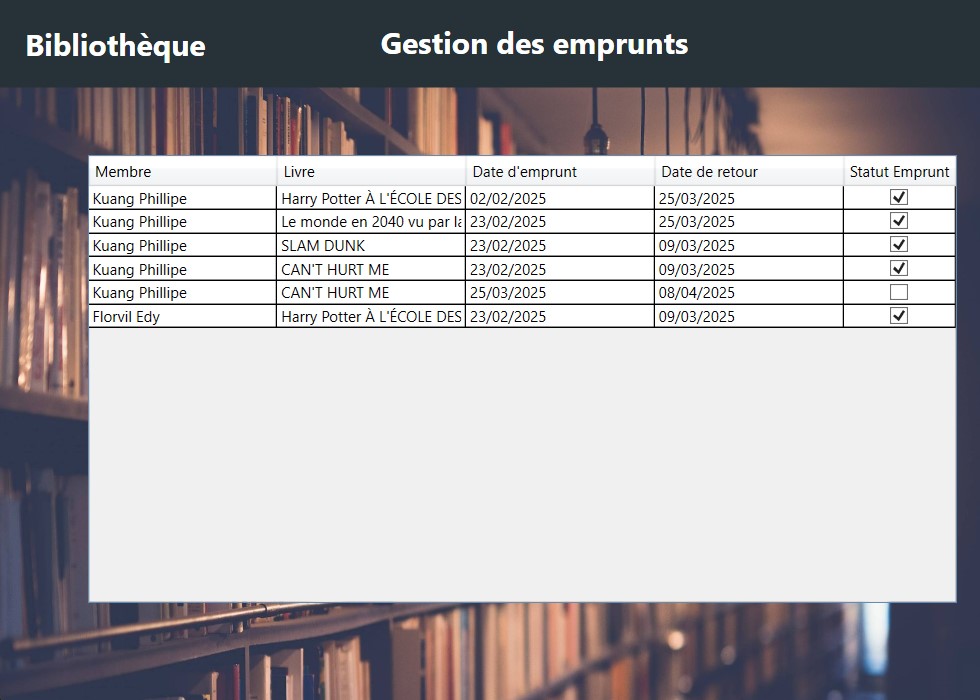 Bibliothèque Gestion des emprunts
Membre Livre Date d'emprunt Date de retour Statut Emprunt
Kuang Phillipe Harry Potter À L'ÉCOLE DES 02/02/2025 25/03/2025
Kuang Phillipe Le monde en 2040 vu par la 23/02/2025 25/03/2025
Kuang Phillipe SLAM DUNK 23/02/2025 09/03/2025
Kuang Phillipe CAN'T HURT ME 23/02/2025 09/03/2025
Kuang Phillipe CAN'T HURT ME 25/03/2025 08/04/2025
Florvil Edy Harry Potter À L'ÉCOLE DES 23/02/2025 09/03/2025